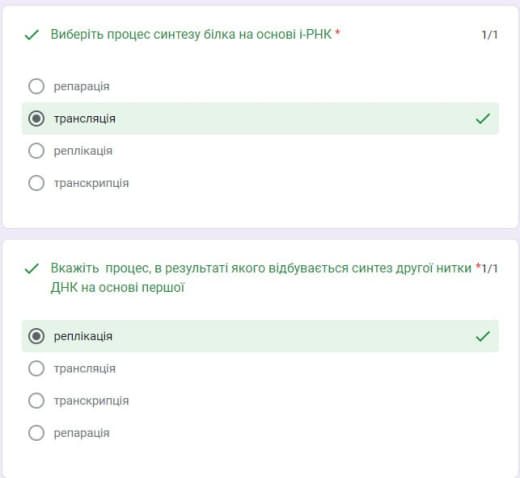 Виберіть процес синтезу білка на основі і-РНК * 1/1
репарація
трансляція
реплікація
транскрипція
Вкажіть процес, в результаті якого відбувається синтез другої нитки *1/1
ДНК на основі першої
реплікація
трансляція
транскрипція
репарація